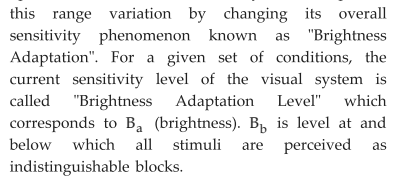 this range variation by changing its overall
sensitivity phenomenon known as "Brightness
Adaptation". For a given set of conditions, the
current sensitivity level of the visual system is
called "Brightness Adaptation Level" which
corresponds to Ba (brightness). Bb is level at and
below which all stimuli are perceived as
indistinguishable blocks.